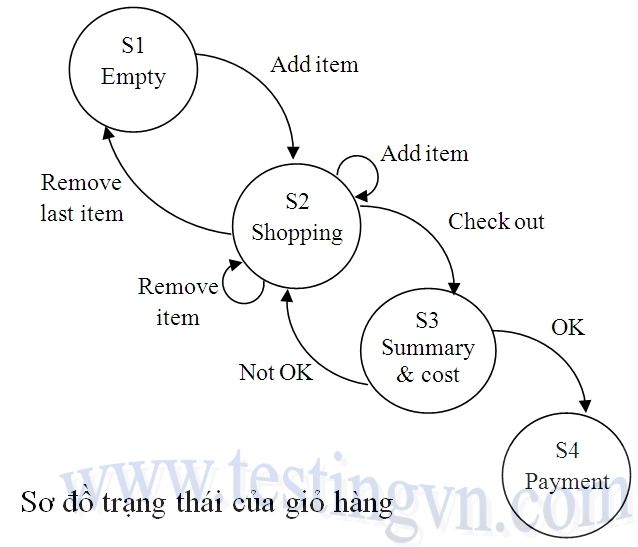 S1
Empty
Add item
Add item
Remove
last item
S2
Shopping
Check out
Remove
item
S3
Summary
& cost
OK
Not OK
S4
Payment
www.testingvn.com
Sơ đồ trạng thái của giỏ hàng